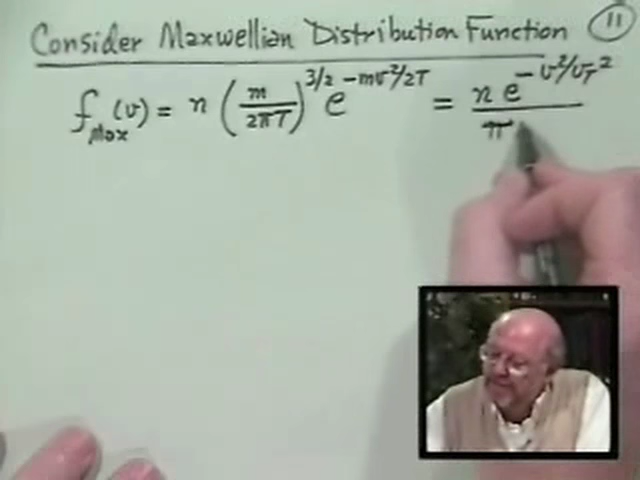 Consider Maxwellian Distribution Function 11
f_Max (v) = n (m/2πT)^3/2 e^-mv²/2T = n e^-v²/v_T² / π